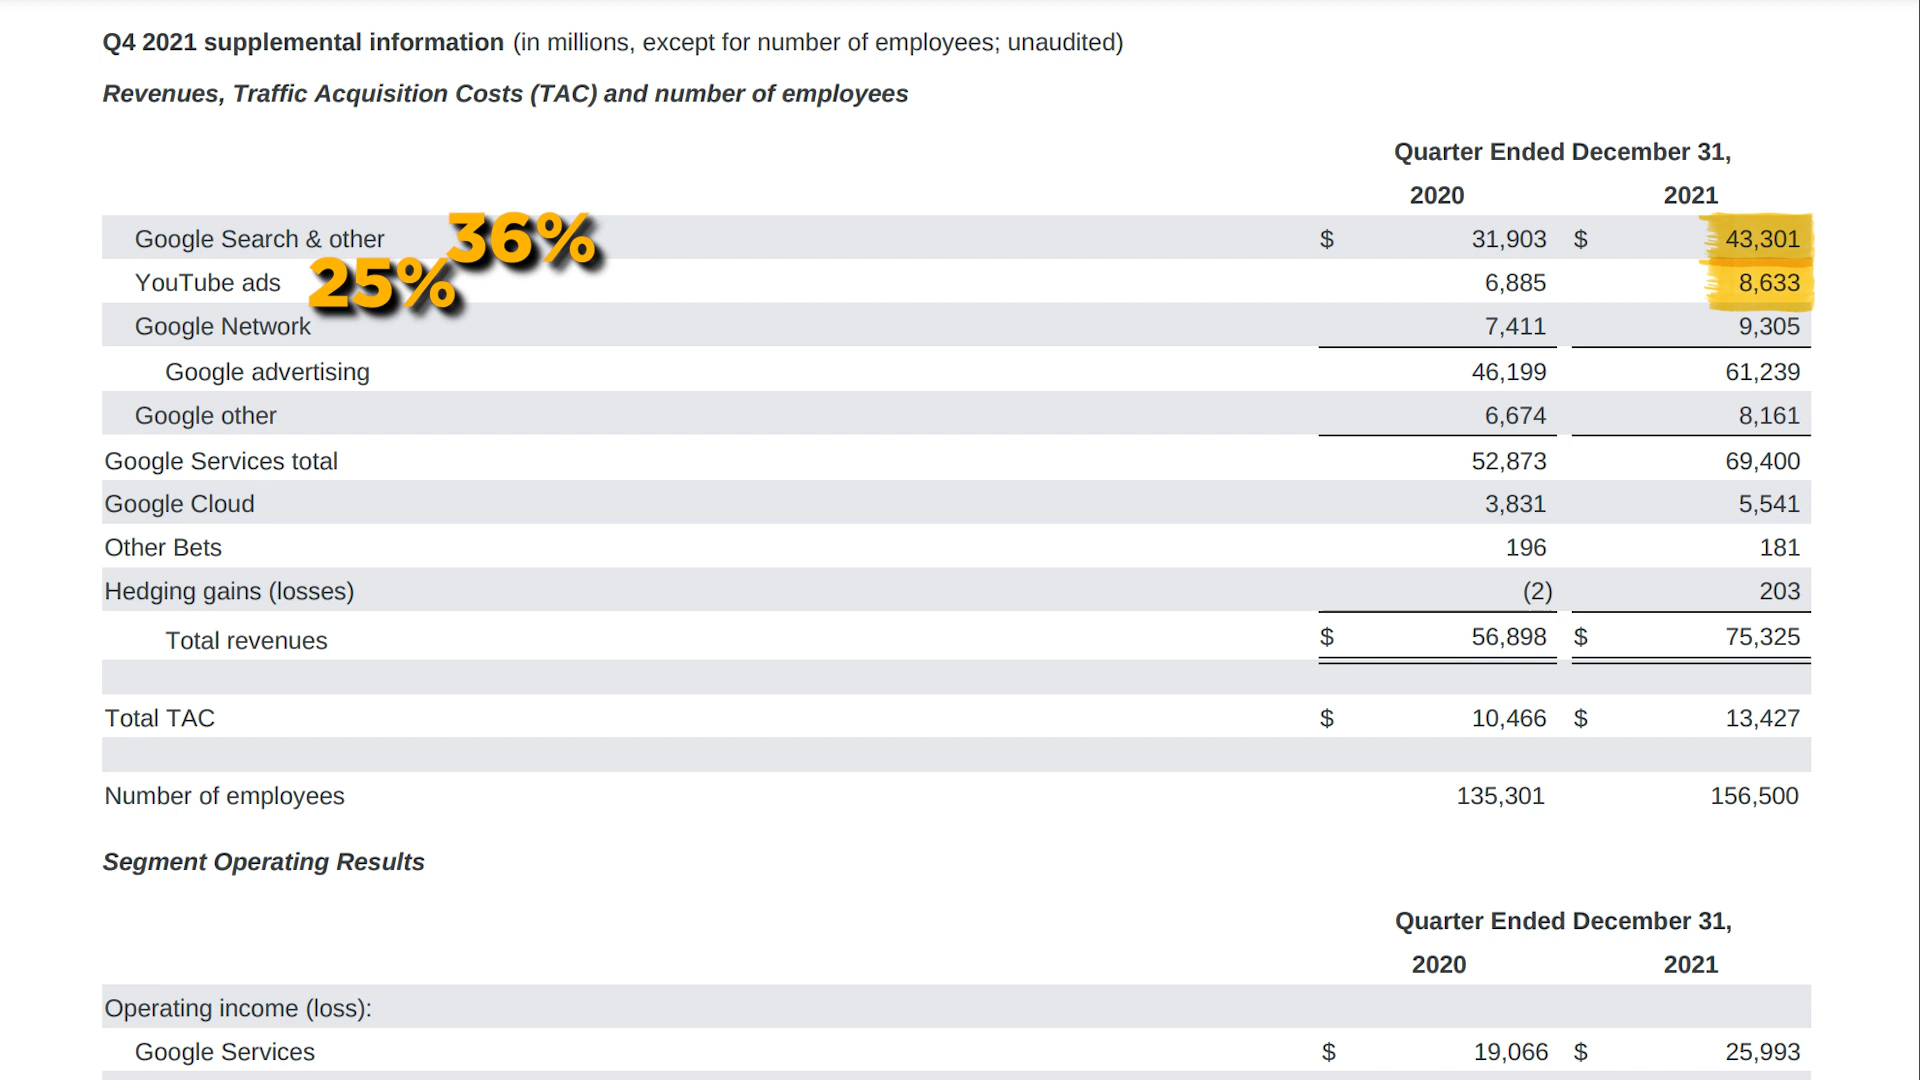 Q4 2021 supplemental information (in millions, except for number of employees; unaudited)
Revenues, Traffic Acquisition Costs (TAC) and number of employees
Quarter Ended December 31,
2020 2021
Google Search & other 36% $ 31,903 $ 43,301
YouTube ads 25% 6,885 8,633
Google Network 7,411 9,305
Google advertising 46,199 61,239
Google other 6,674 8,161
Google Services total 52,873 69,400
Google Cloud 3,831 5,541
Other Bets 196 181
Hedging gains (losses) (2) 203
Total revenues $ 56,898 $ 75,325
Total TAC $ 10,466 $ 13,427
Number of employees 135,301 156,500
Segment Operating Results
Quarter Ended December 31,
2020 2021
Operating income (loss):
Google Services $ 19,066 $ 25,993